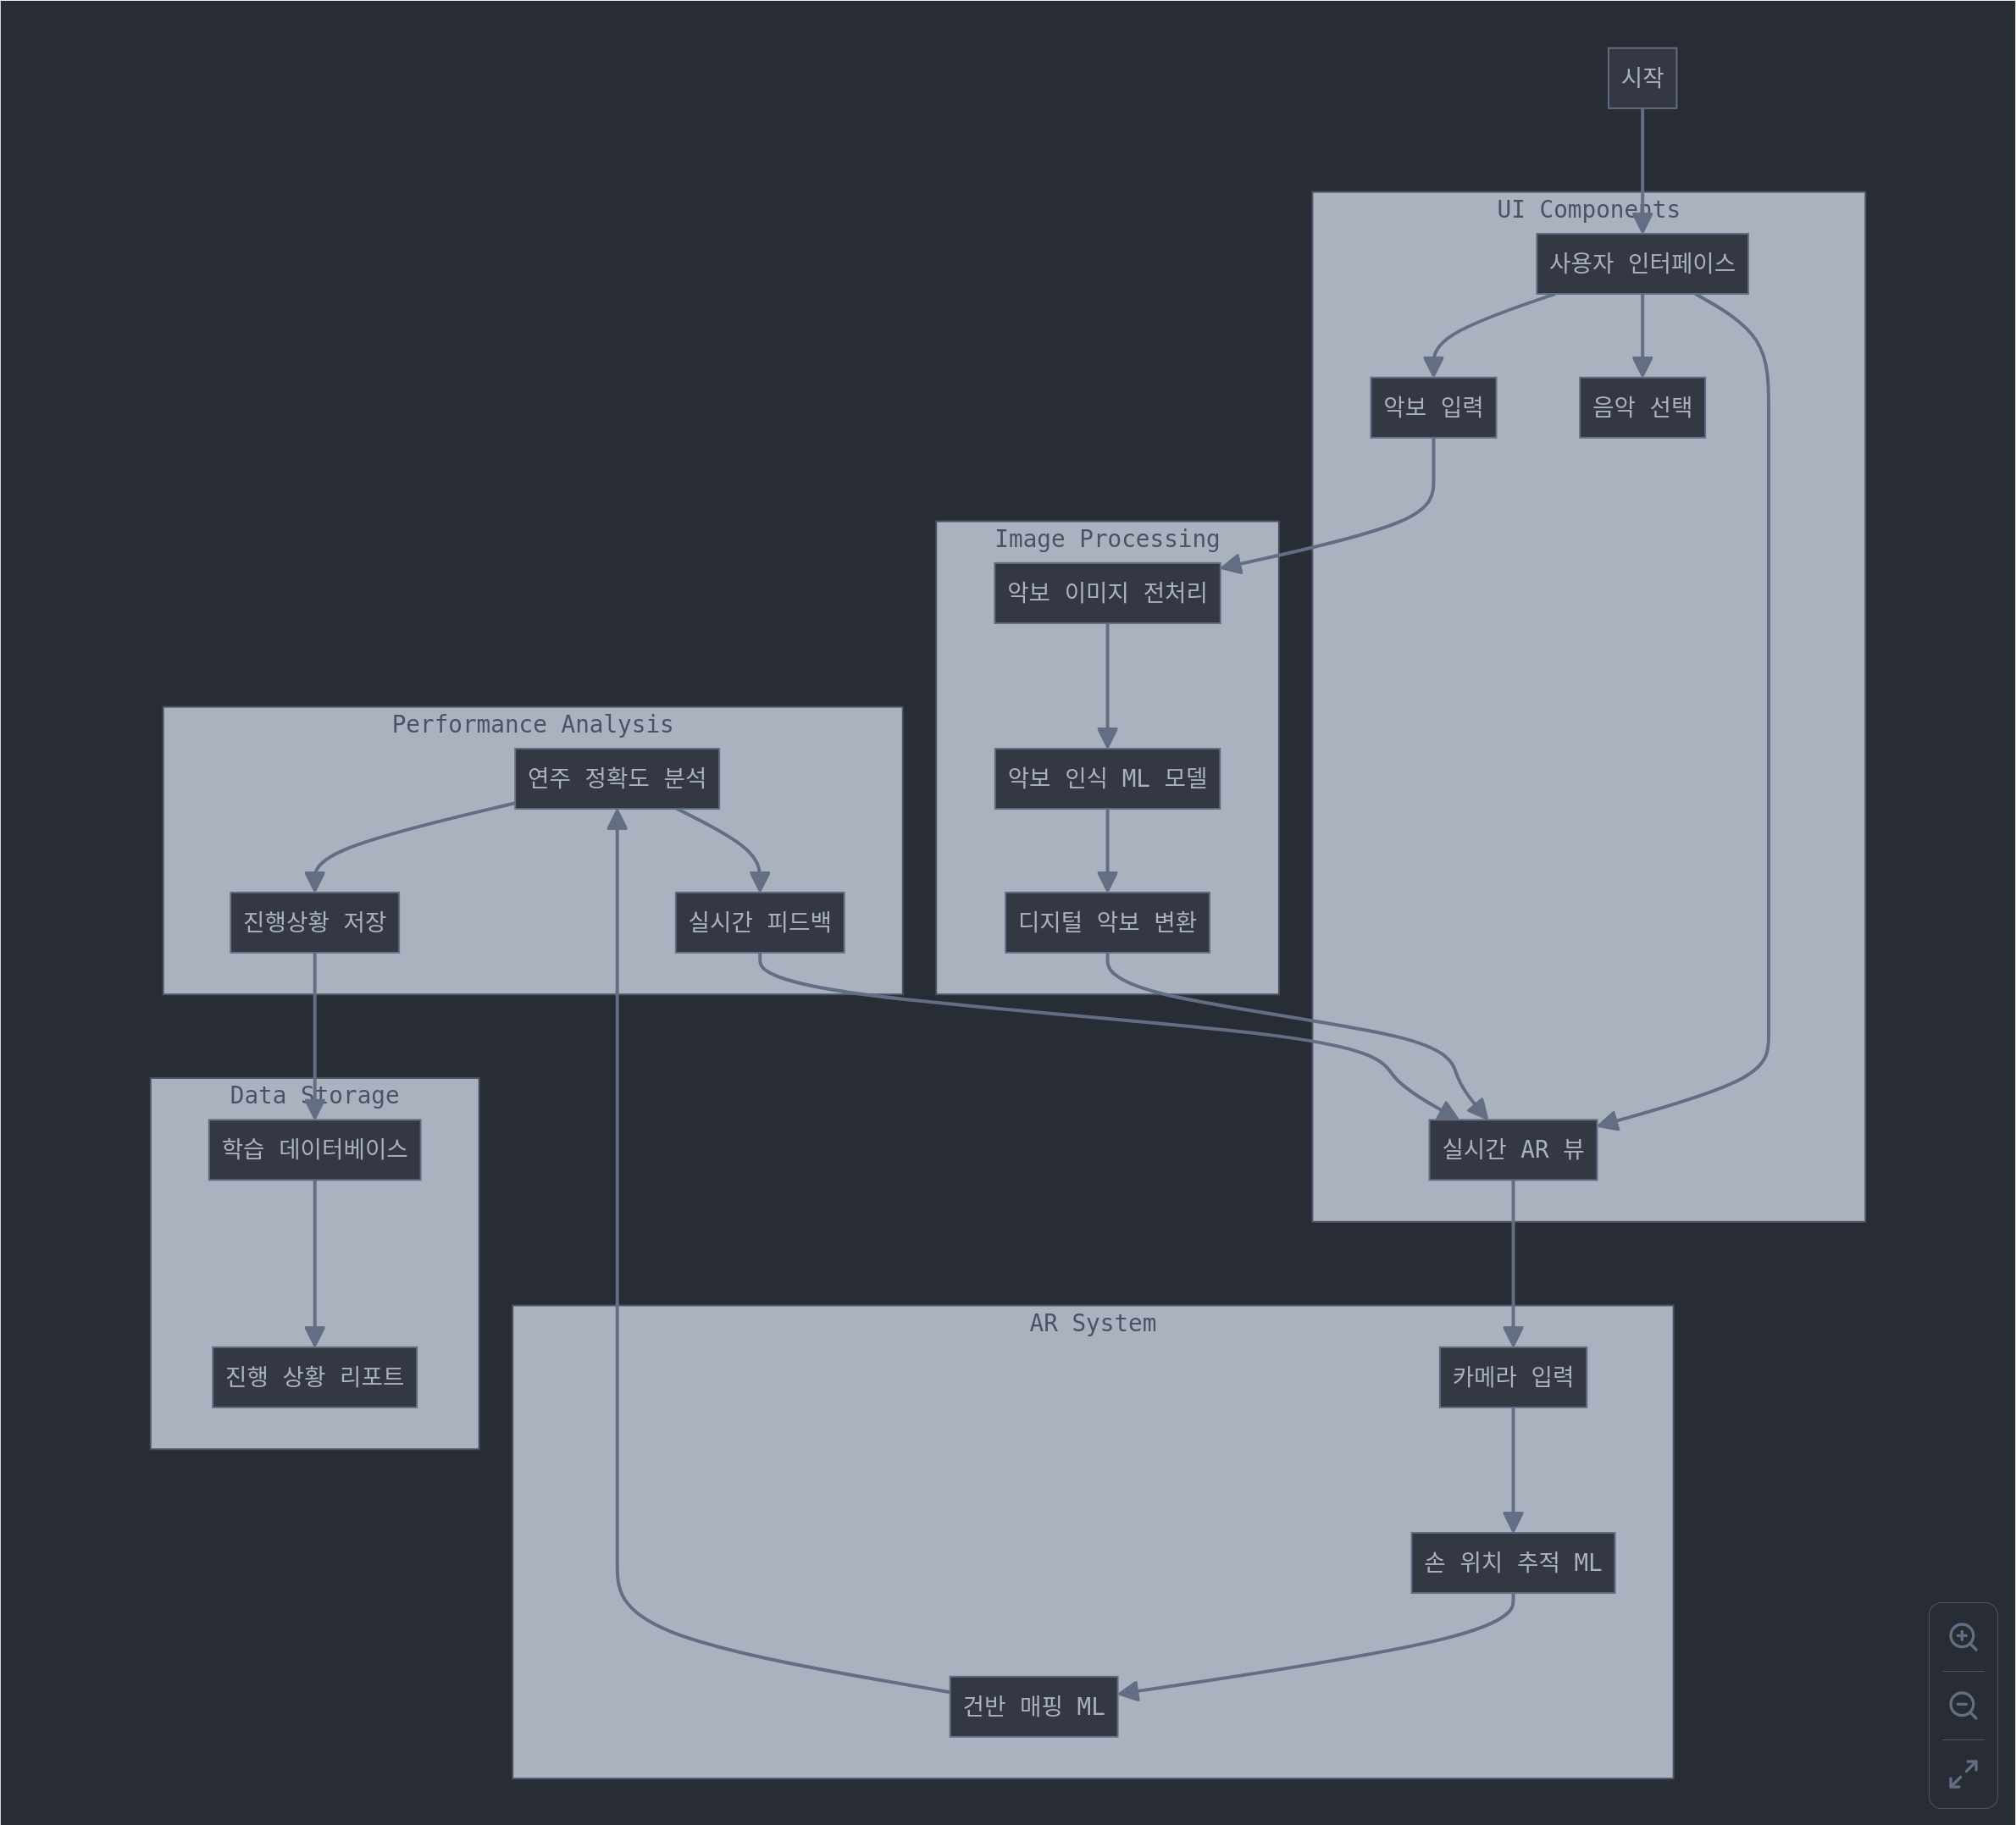 시작
UI Components
사용자 인터페이스
악보 입력
음악 선택
Image Processing
악보 이미지 전처리
Performance Analysis
연주 정확도 분석
악보 인식 ML 모델
진행상황 저장
실시간 피드백
디지털 악보 변환
Data Storage
학습 데이터베이스
실시간 AR 뷰
AR System
진행 상황 리포트
카메라 입력
손 위치 추적 ML
건반 매핑 ML